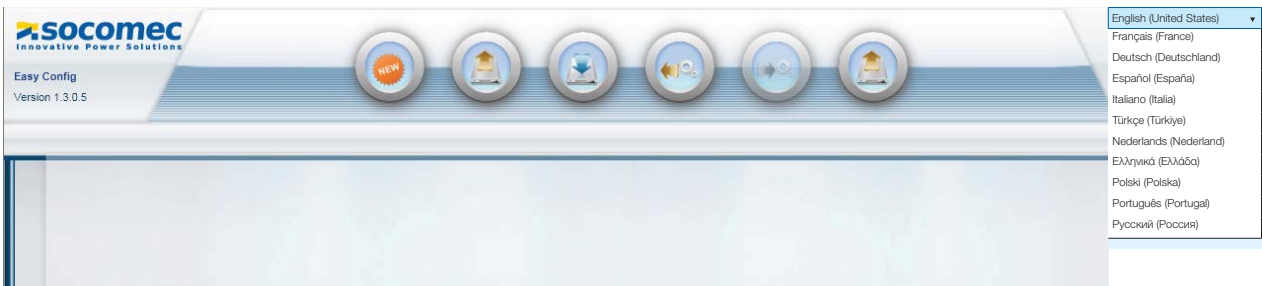 socomec
Innovative Power Solutions
Easy Config
Version 1.3.0.5
NEW
English (United States)
Français (France)
Deutsch (Deutschland)
Español (España)
Italiano (Italia)
Türkçe (Türkiye)
Nederlands (Nederland)
Ελληνικά (Ελλάδα)
Polski (Polska)
Português (Portugal)
Русский (Россия)